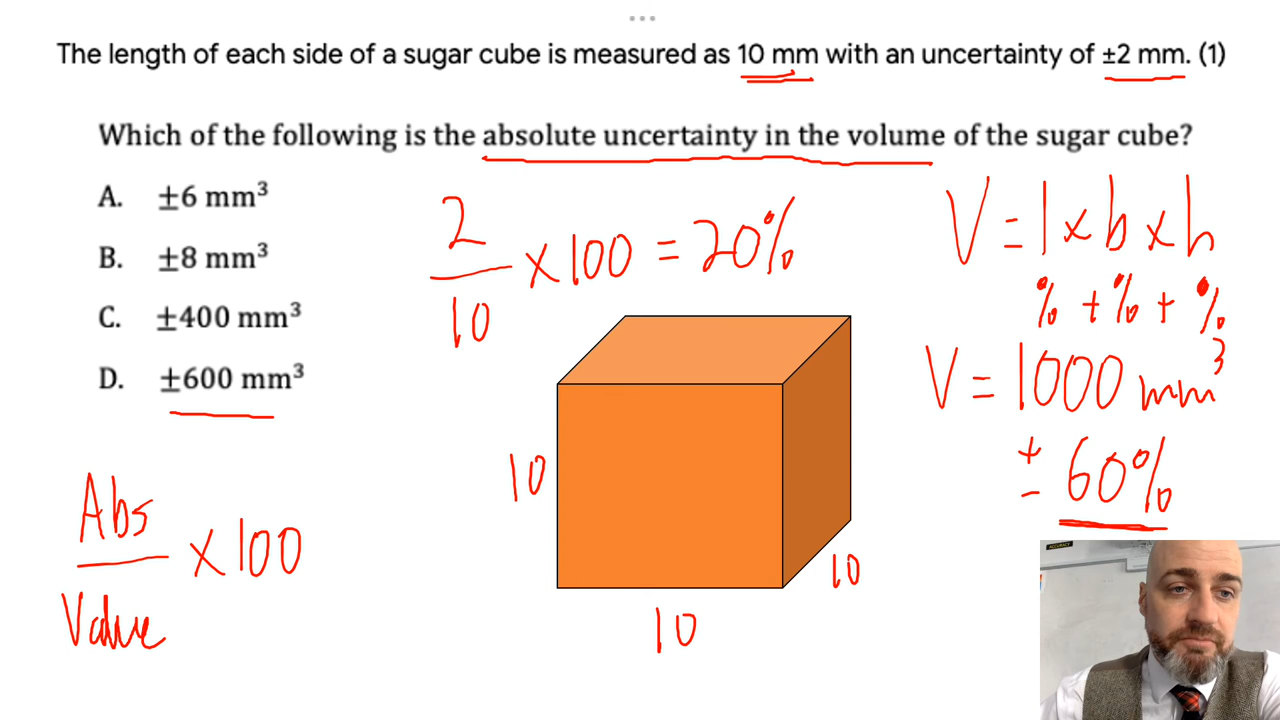 The length of each side of a sugar cube is measured as 10 mm with an uncertainty of ±2 mm. (1)
Which of the following is the absolute uncertainty in the volume of the sugar cube?
A. ±6 mm³
B. ±8 mm³
C. ±400 mm³
D. ±600 mm³
2
10
× 100 = 20%
V = l × b × h
% + % + %
V = 1000 mm³
± 60%
Abs
Value
× 100
10
10
10
ACCURACY